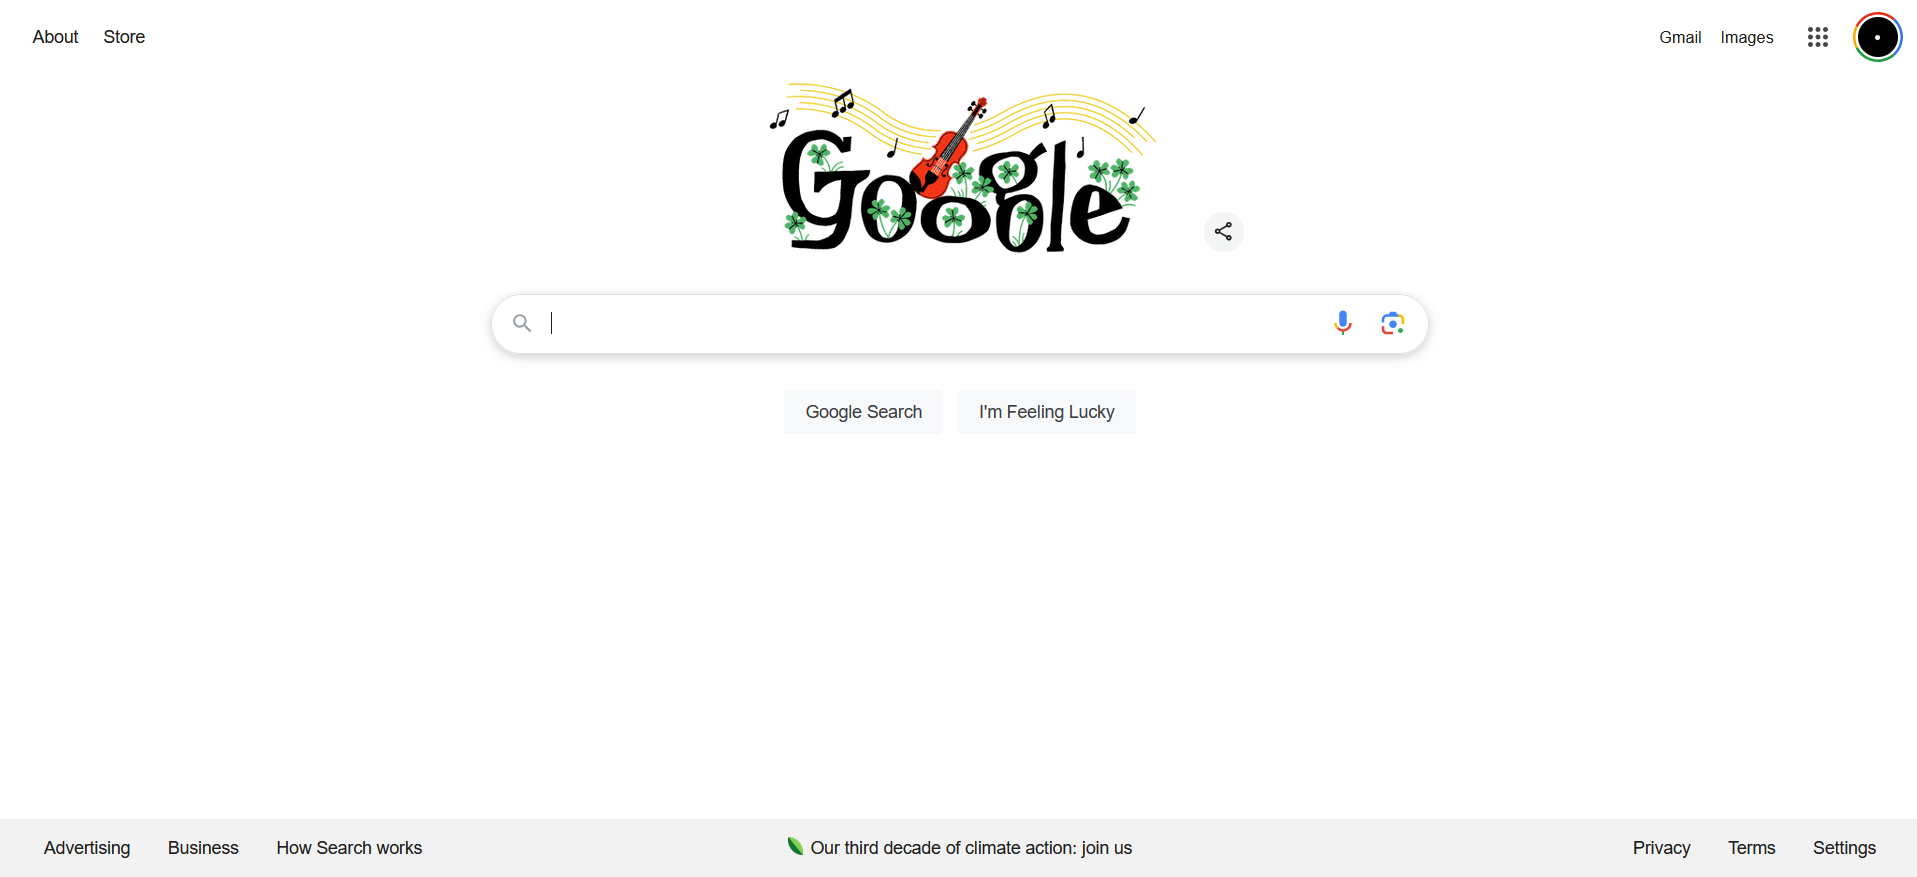 About Store
Gmail Images
Google
Google Search I'm Feeling Lucky
Advertising Business How Search works
Our third decade of climate action: join us
Privacy Terms Settings